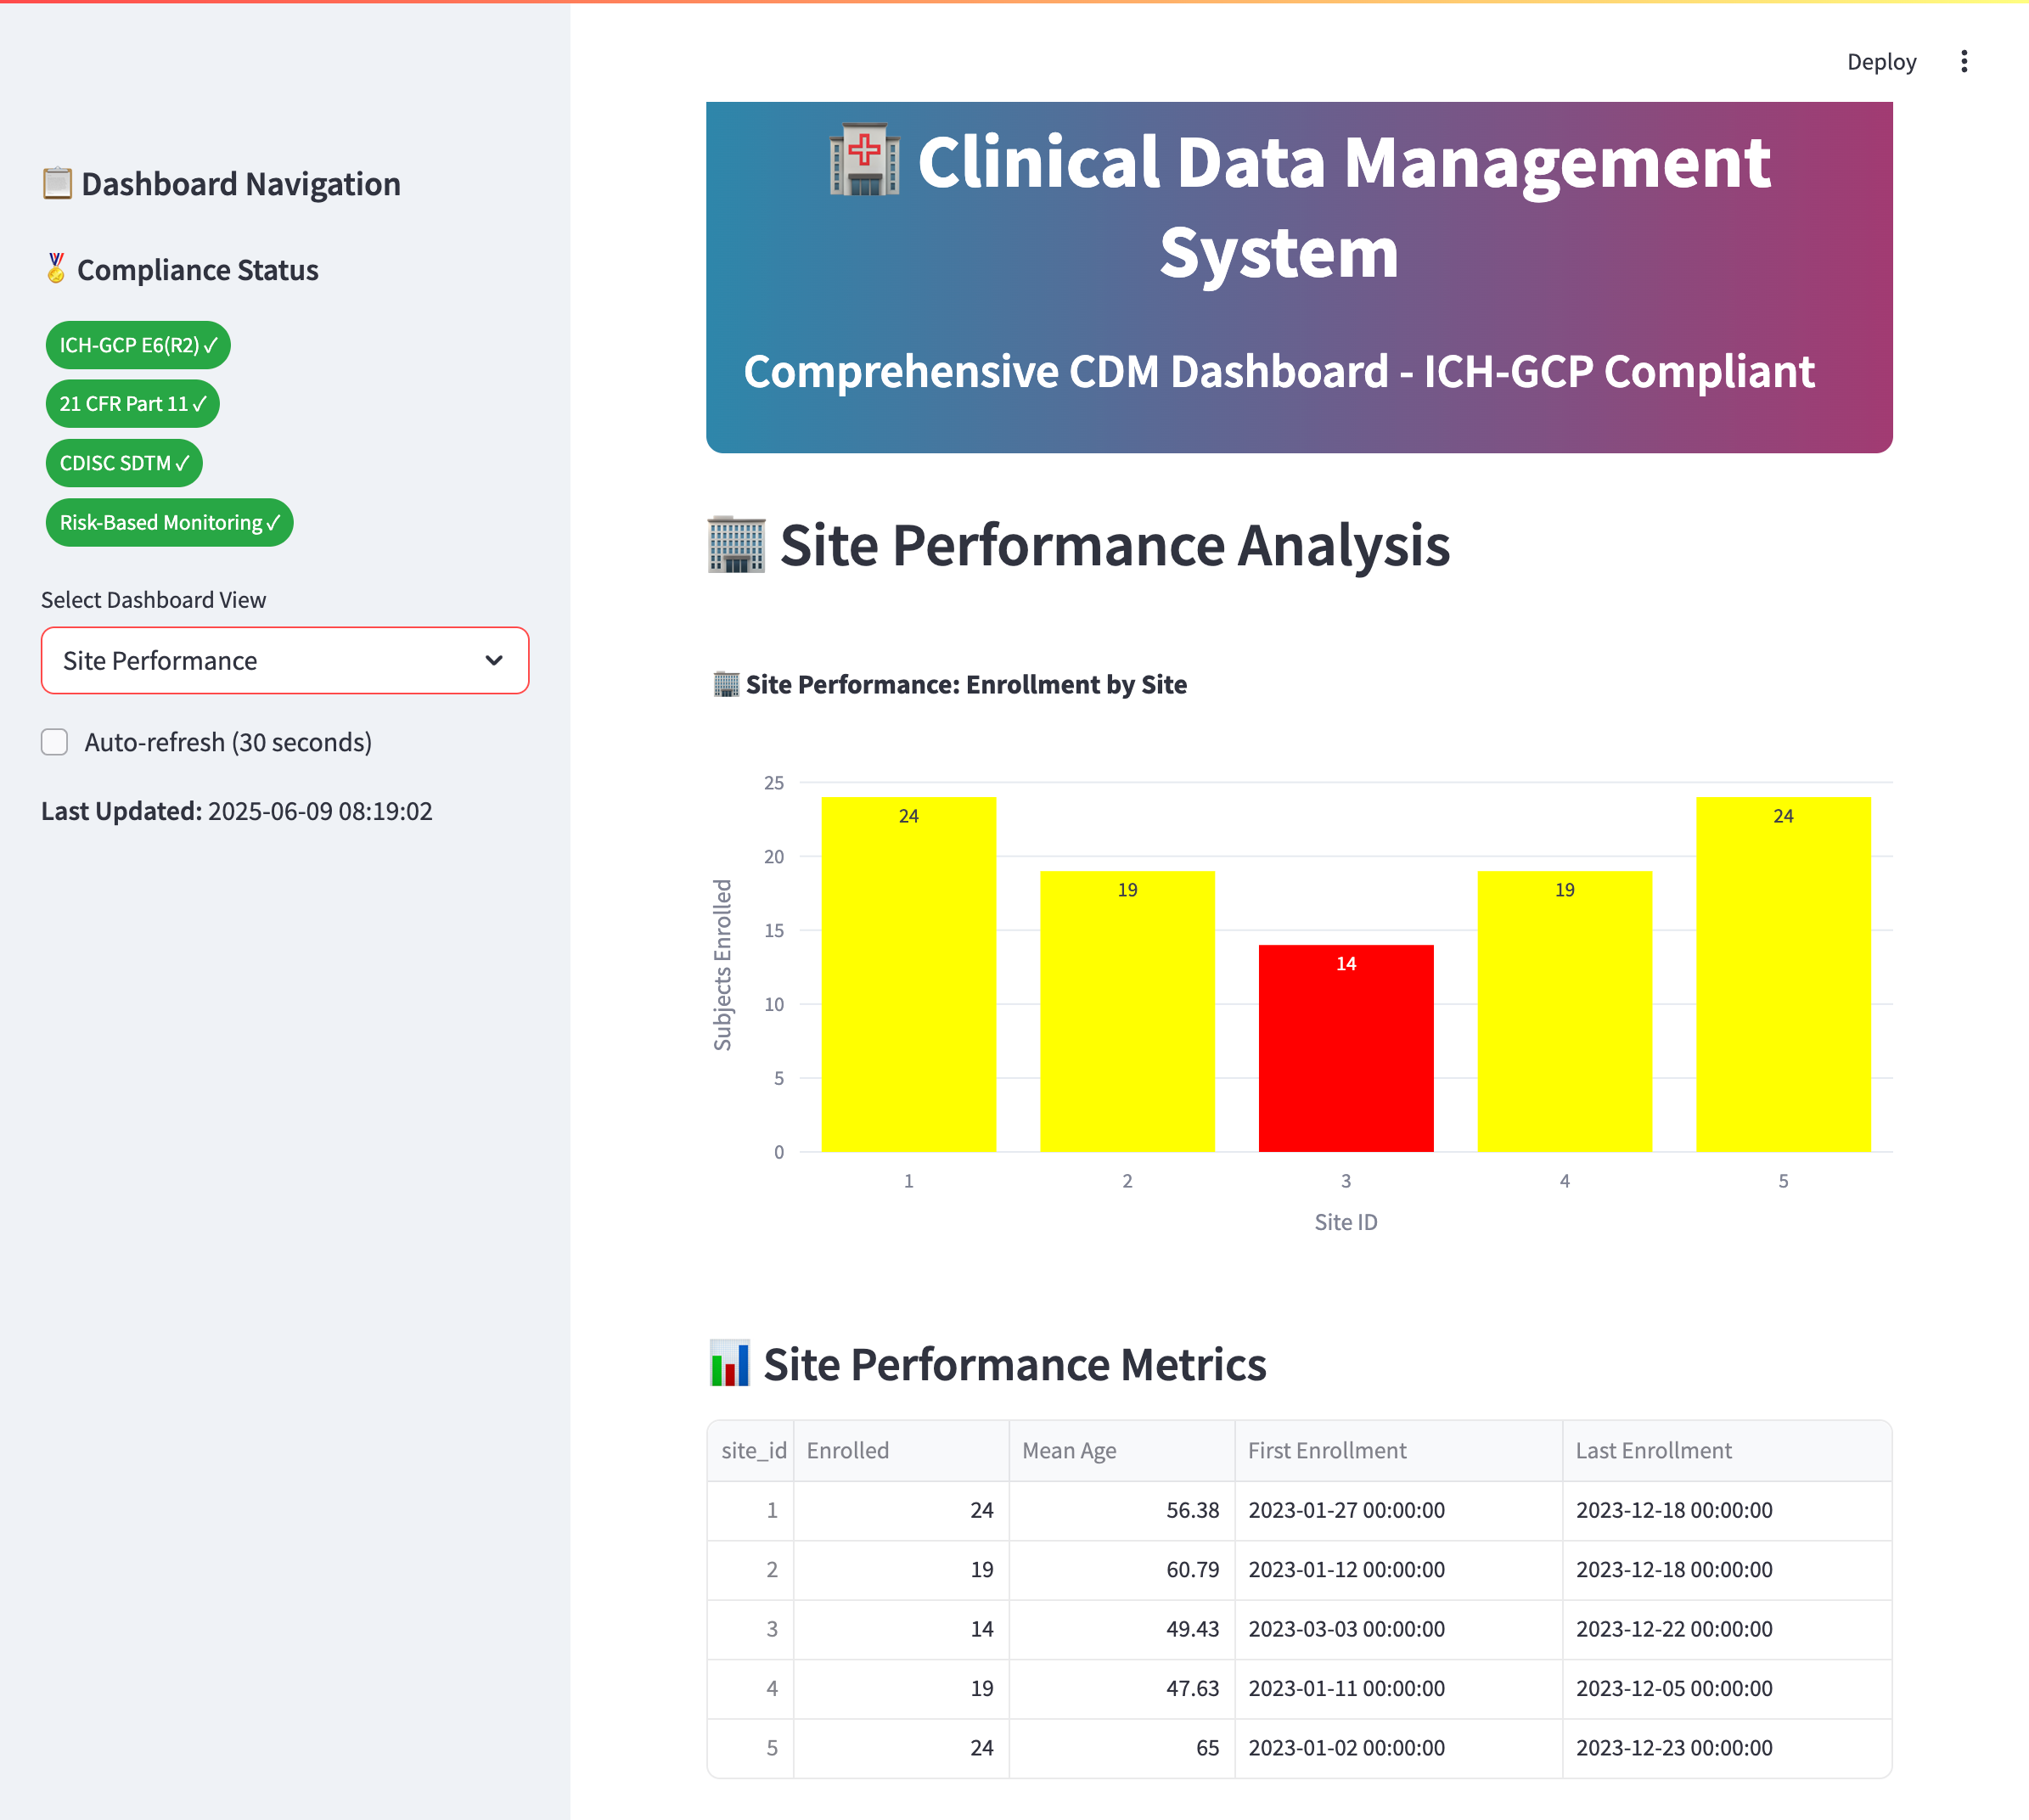 Deploy
📋 Dashboard Navigation
🏅 Compliance Status
ICH-GCP E6(R2) ✓
21 CFR Part 11 ✓
CDISC SDTM ✓
Risk-Based Monitoring ✓
Select Dashboard View
Site Performance
Auto-refresh (30 seconds)
Last Updated: 2025-06-09 08:19:02
🏥 Clinical Data Management
System
Comprehensive CDM Dashboard - ICH-GCP Compliant
🏢 Site Performance Analysis
🏢 Site Performance: Enrollment by Site
Subjects Enrolled
25
20
15
10
5
0
24
19
14
19
24
1 2 3 4 5
Site ID
📊 Site Performance Metrics
site_id Enrolled Mean Age First Enrollment Last Enrollment
1 24 56.38 2023-01-27 00:00:00 2023-12-18 00:00:00
2 19 60.79 2023-01-12 00:00:00 2023-12-18 00:00:00
3 14 49.43 2023-03-03 00:00:00 2023-12-22 00:00:00
4 19 47.63 2023-01-11 00:00:00 2023-12-05 00:00:00
5 24 65 2023-01-02 00:00:00 2023-12-23 00:00:00